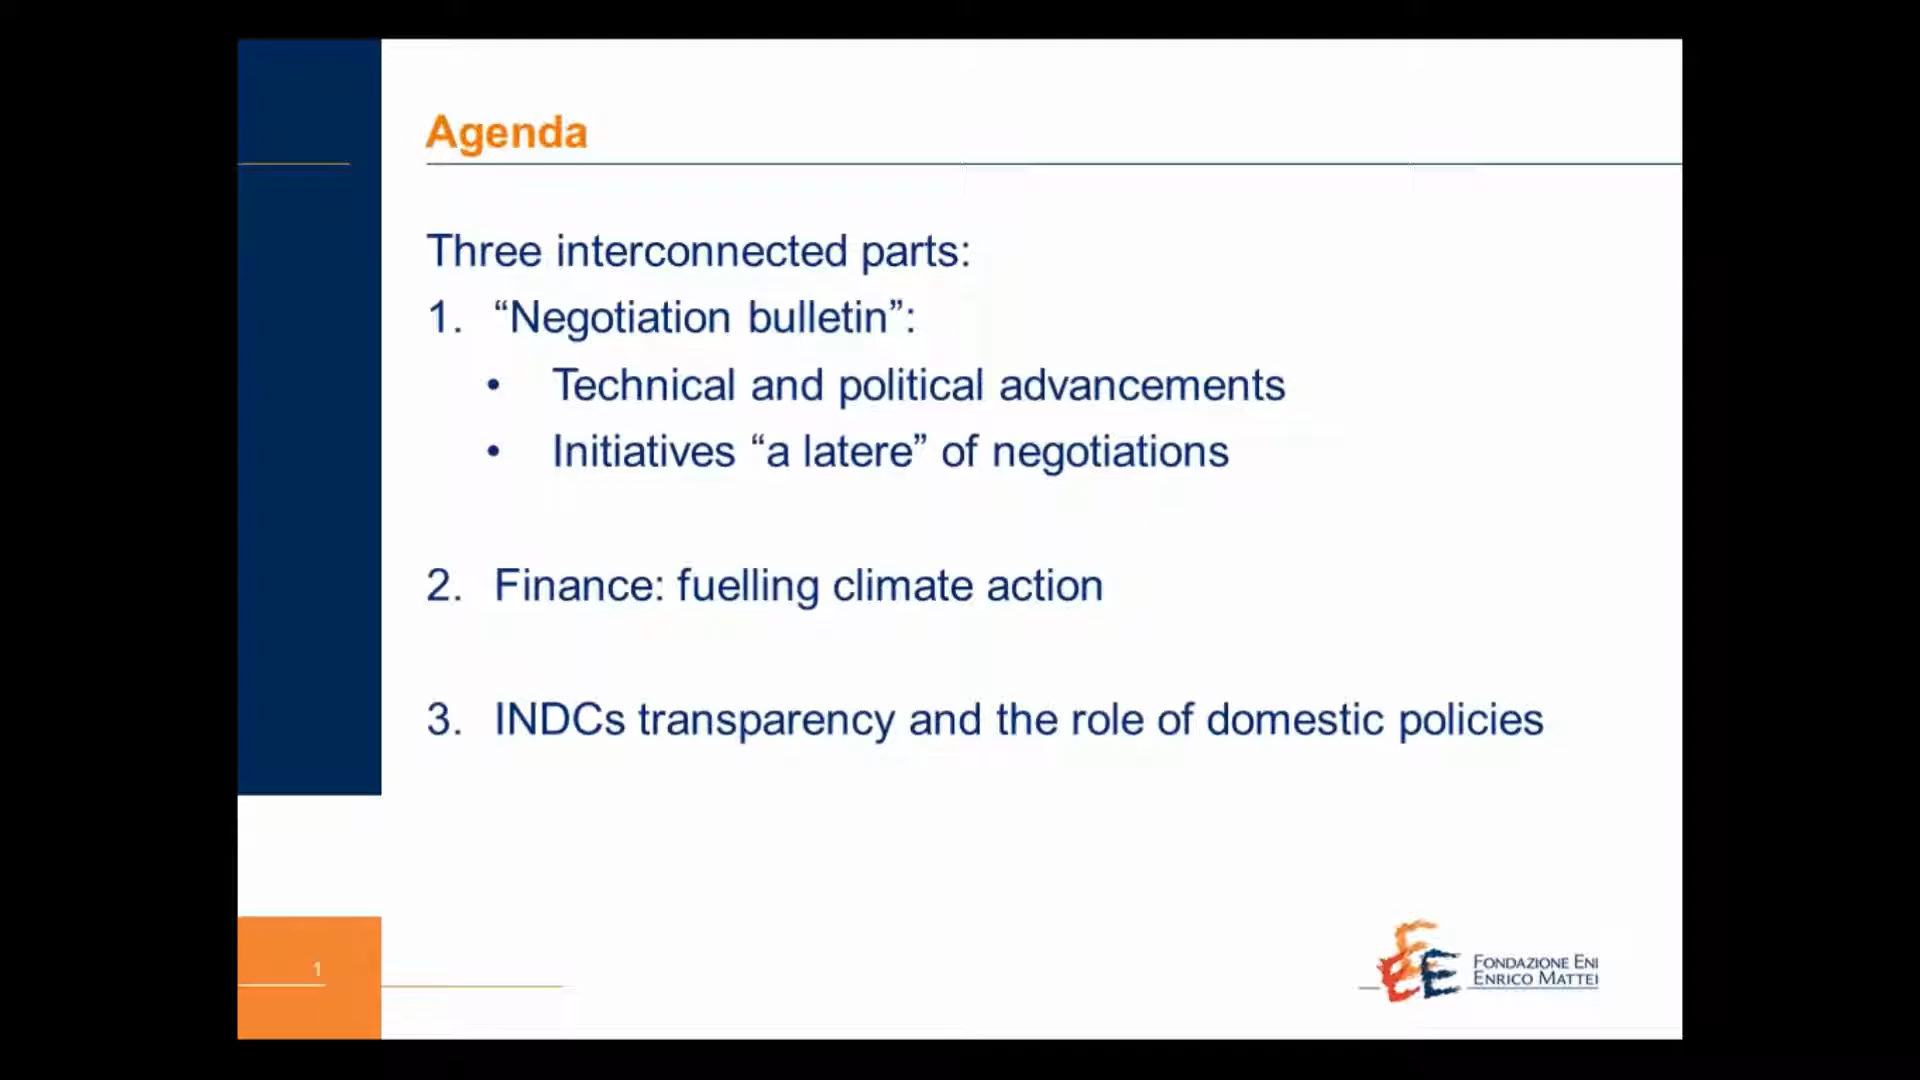 Agenda
Three interconnected parts:
1. “Negotiation bulletin”:
• Technical and political advancements
• Initiatives “a latere” of negotiations
2. Finance: fuelling climate action
3. INDCs transparency and the role of domestic policies
1
FONDAZIONE ENI
ENRICO MATTEI